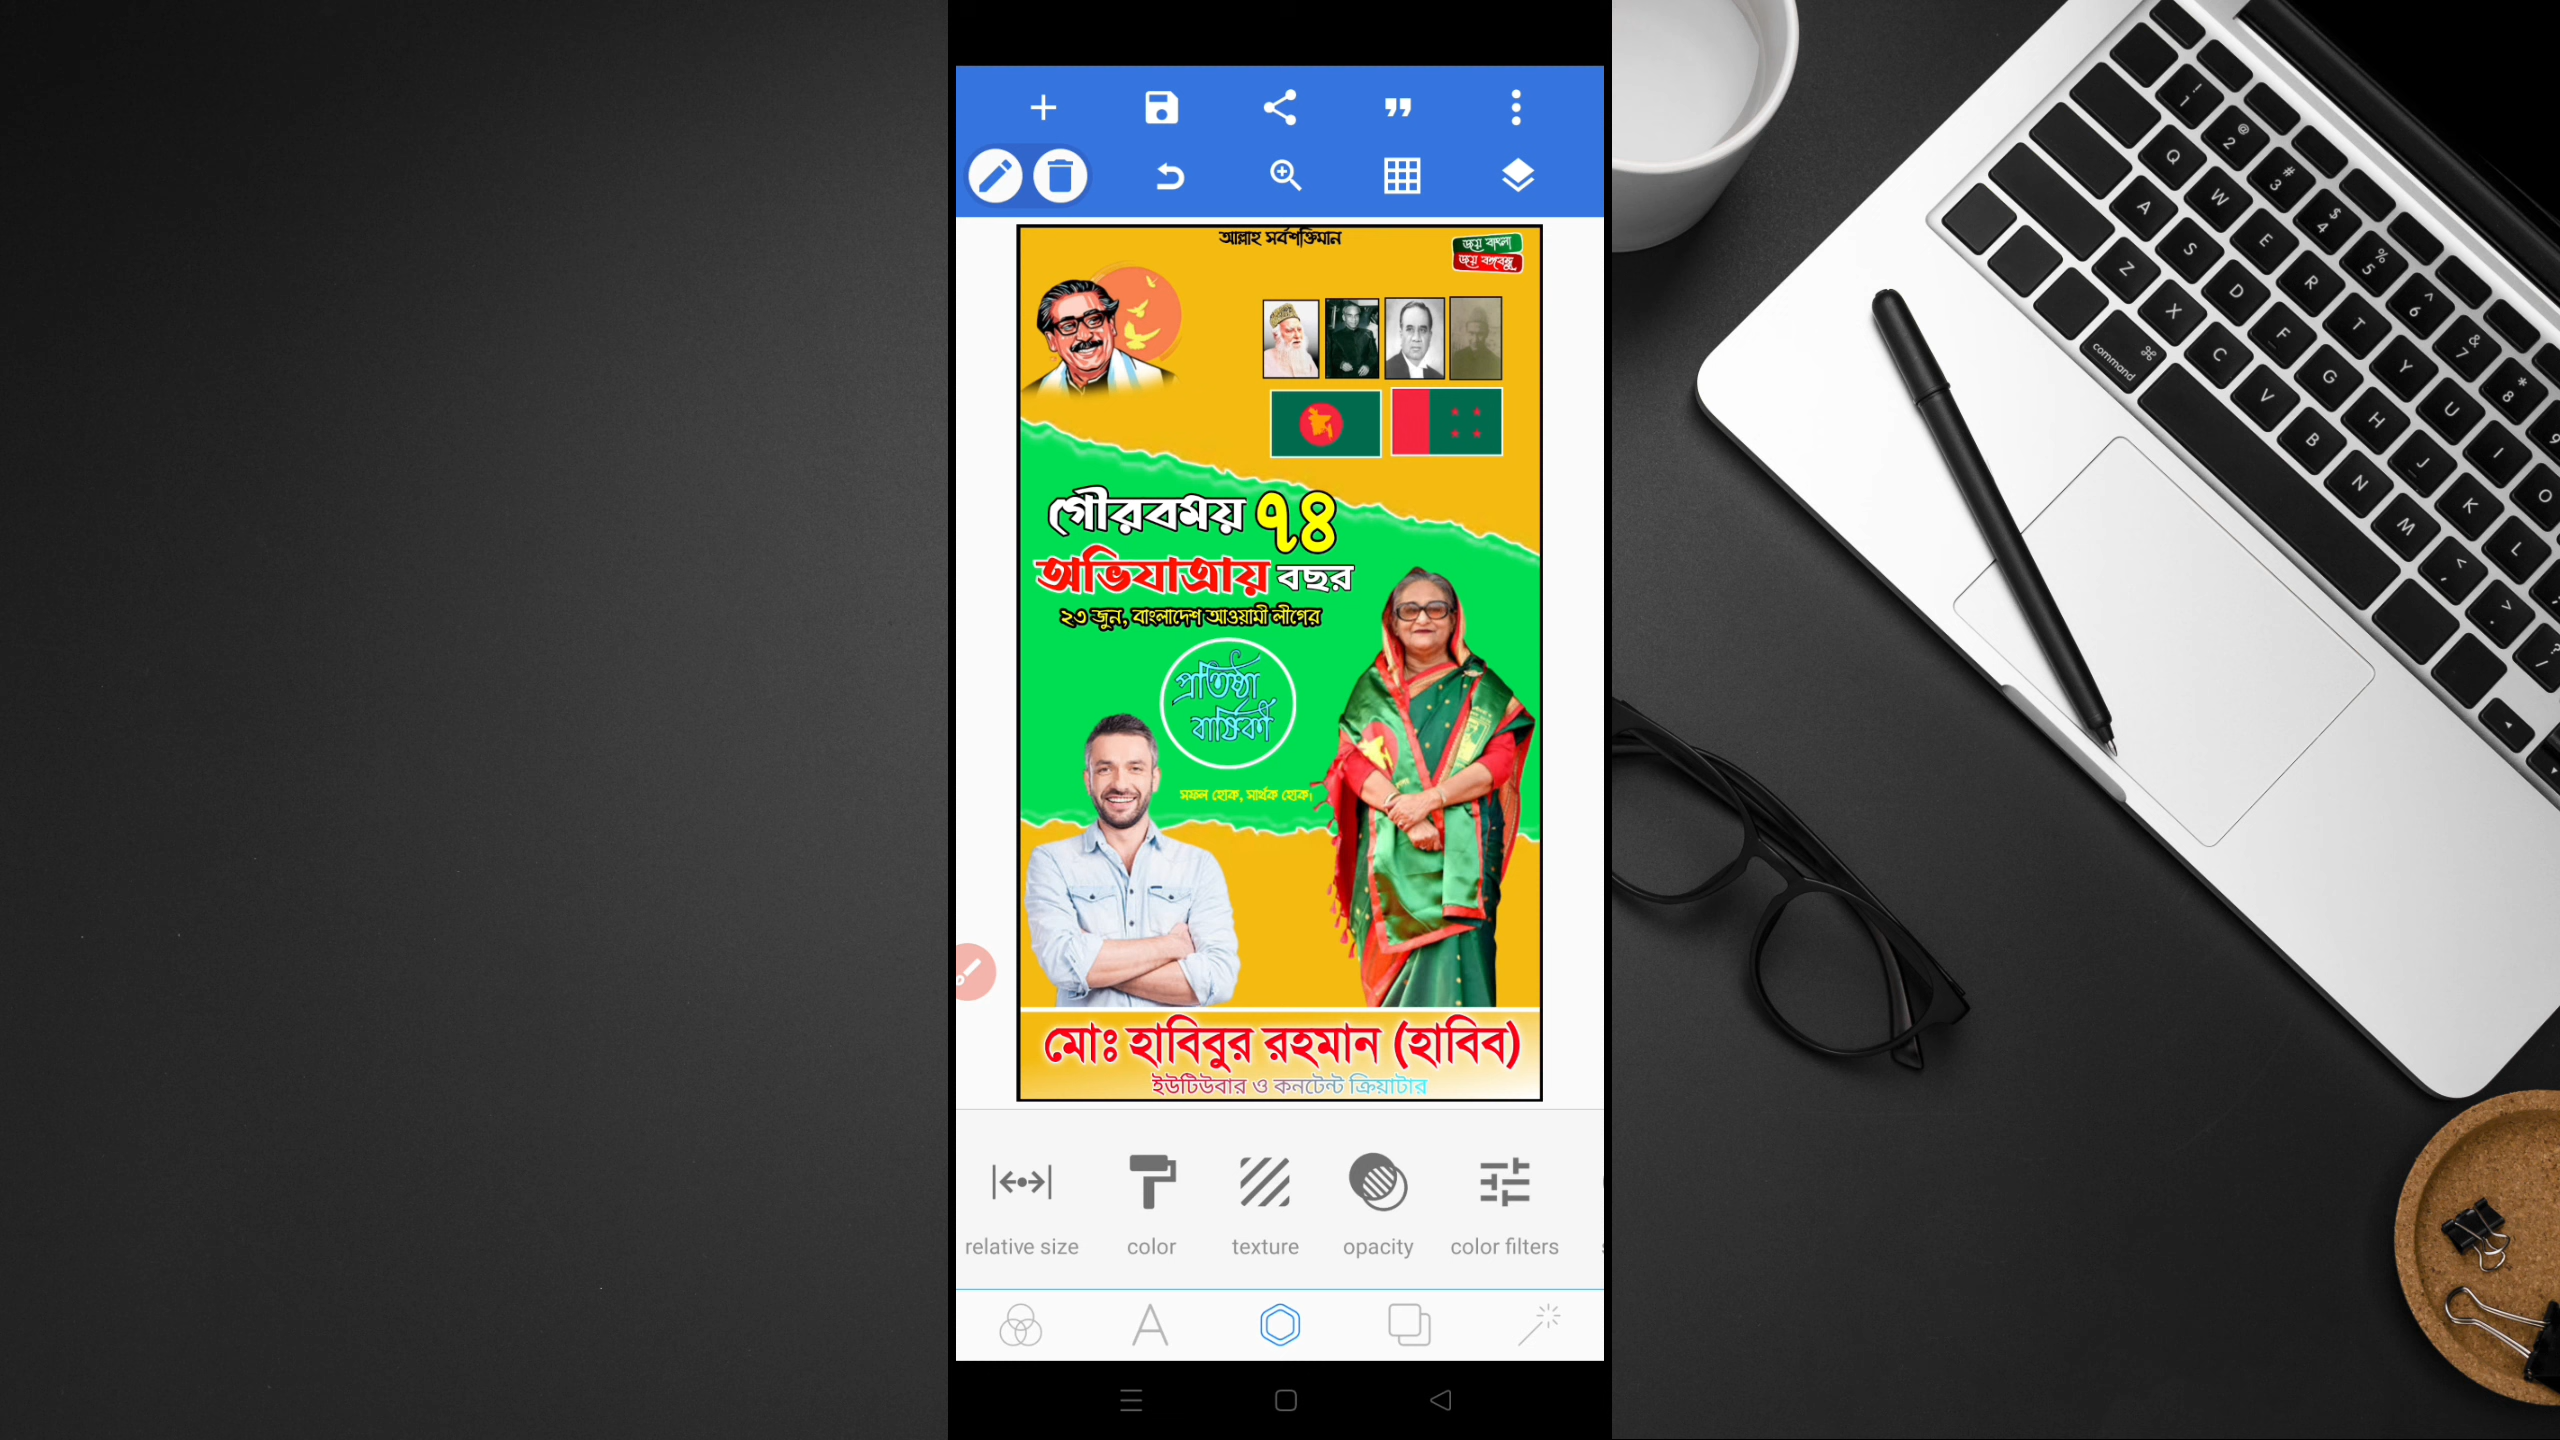 আল্লাহ সর্বশক্তিমান
জয় বাংলা
জয় বঙ্গবন্ধু
গৌরবময় ৭৪
অভিযাত্রায় বছর
২৩ জুন, বাংলাদেশ আওয়ামী লীগের
প্রতিষ্ঠা
বার্ষিকী
সফল হোক, সার্থক হোক।
মোঃ হাবিবুর রহমান (হাবিব)
ইউটিউবার ও কনটেন্ট ক্রিয়াটার
relative size color texture opacity color filters
command